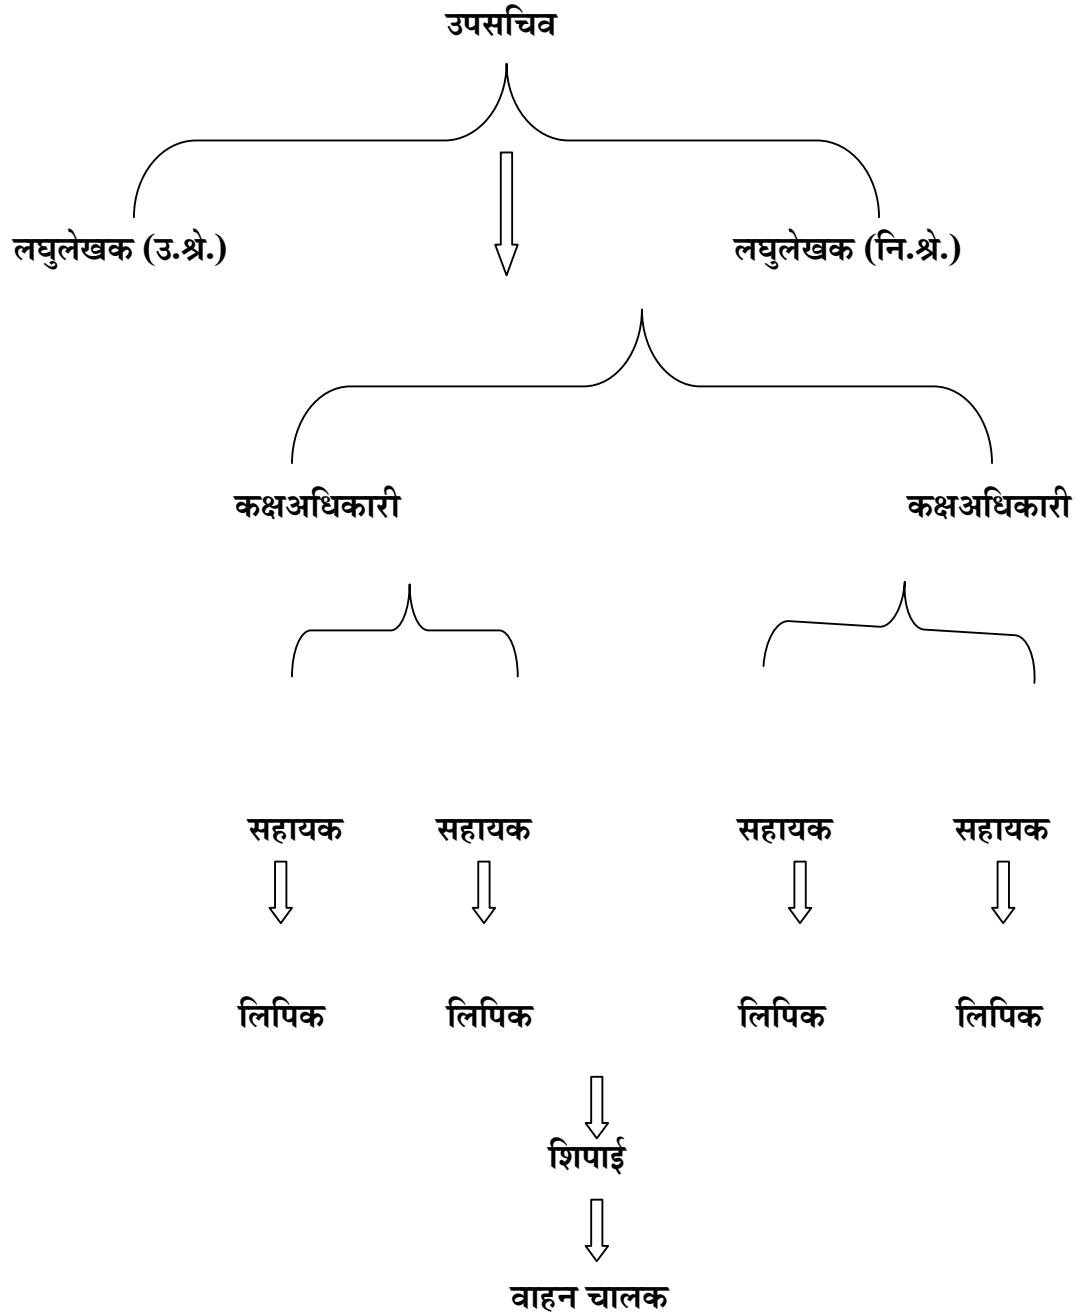 उपसचिव
लघुलेखक (उ.श्रे.) लघुलेखक (नि.श्रे.)
कक्षअधिकारी कक्षअधिकारी
सहायक सहायक सहायक सहायक
लिपिक लिपिक लिपिक लिपिक
शिपाई
वाहन चालक